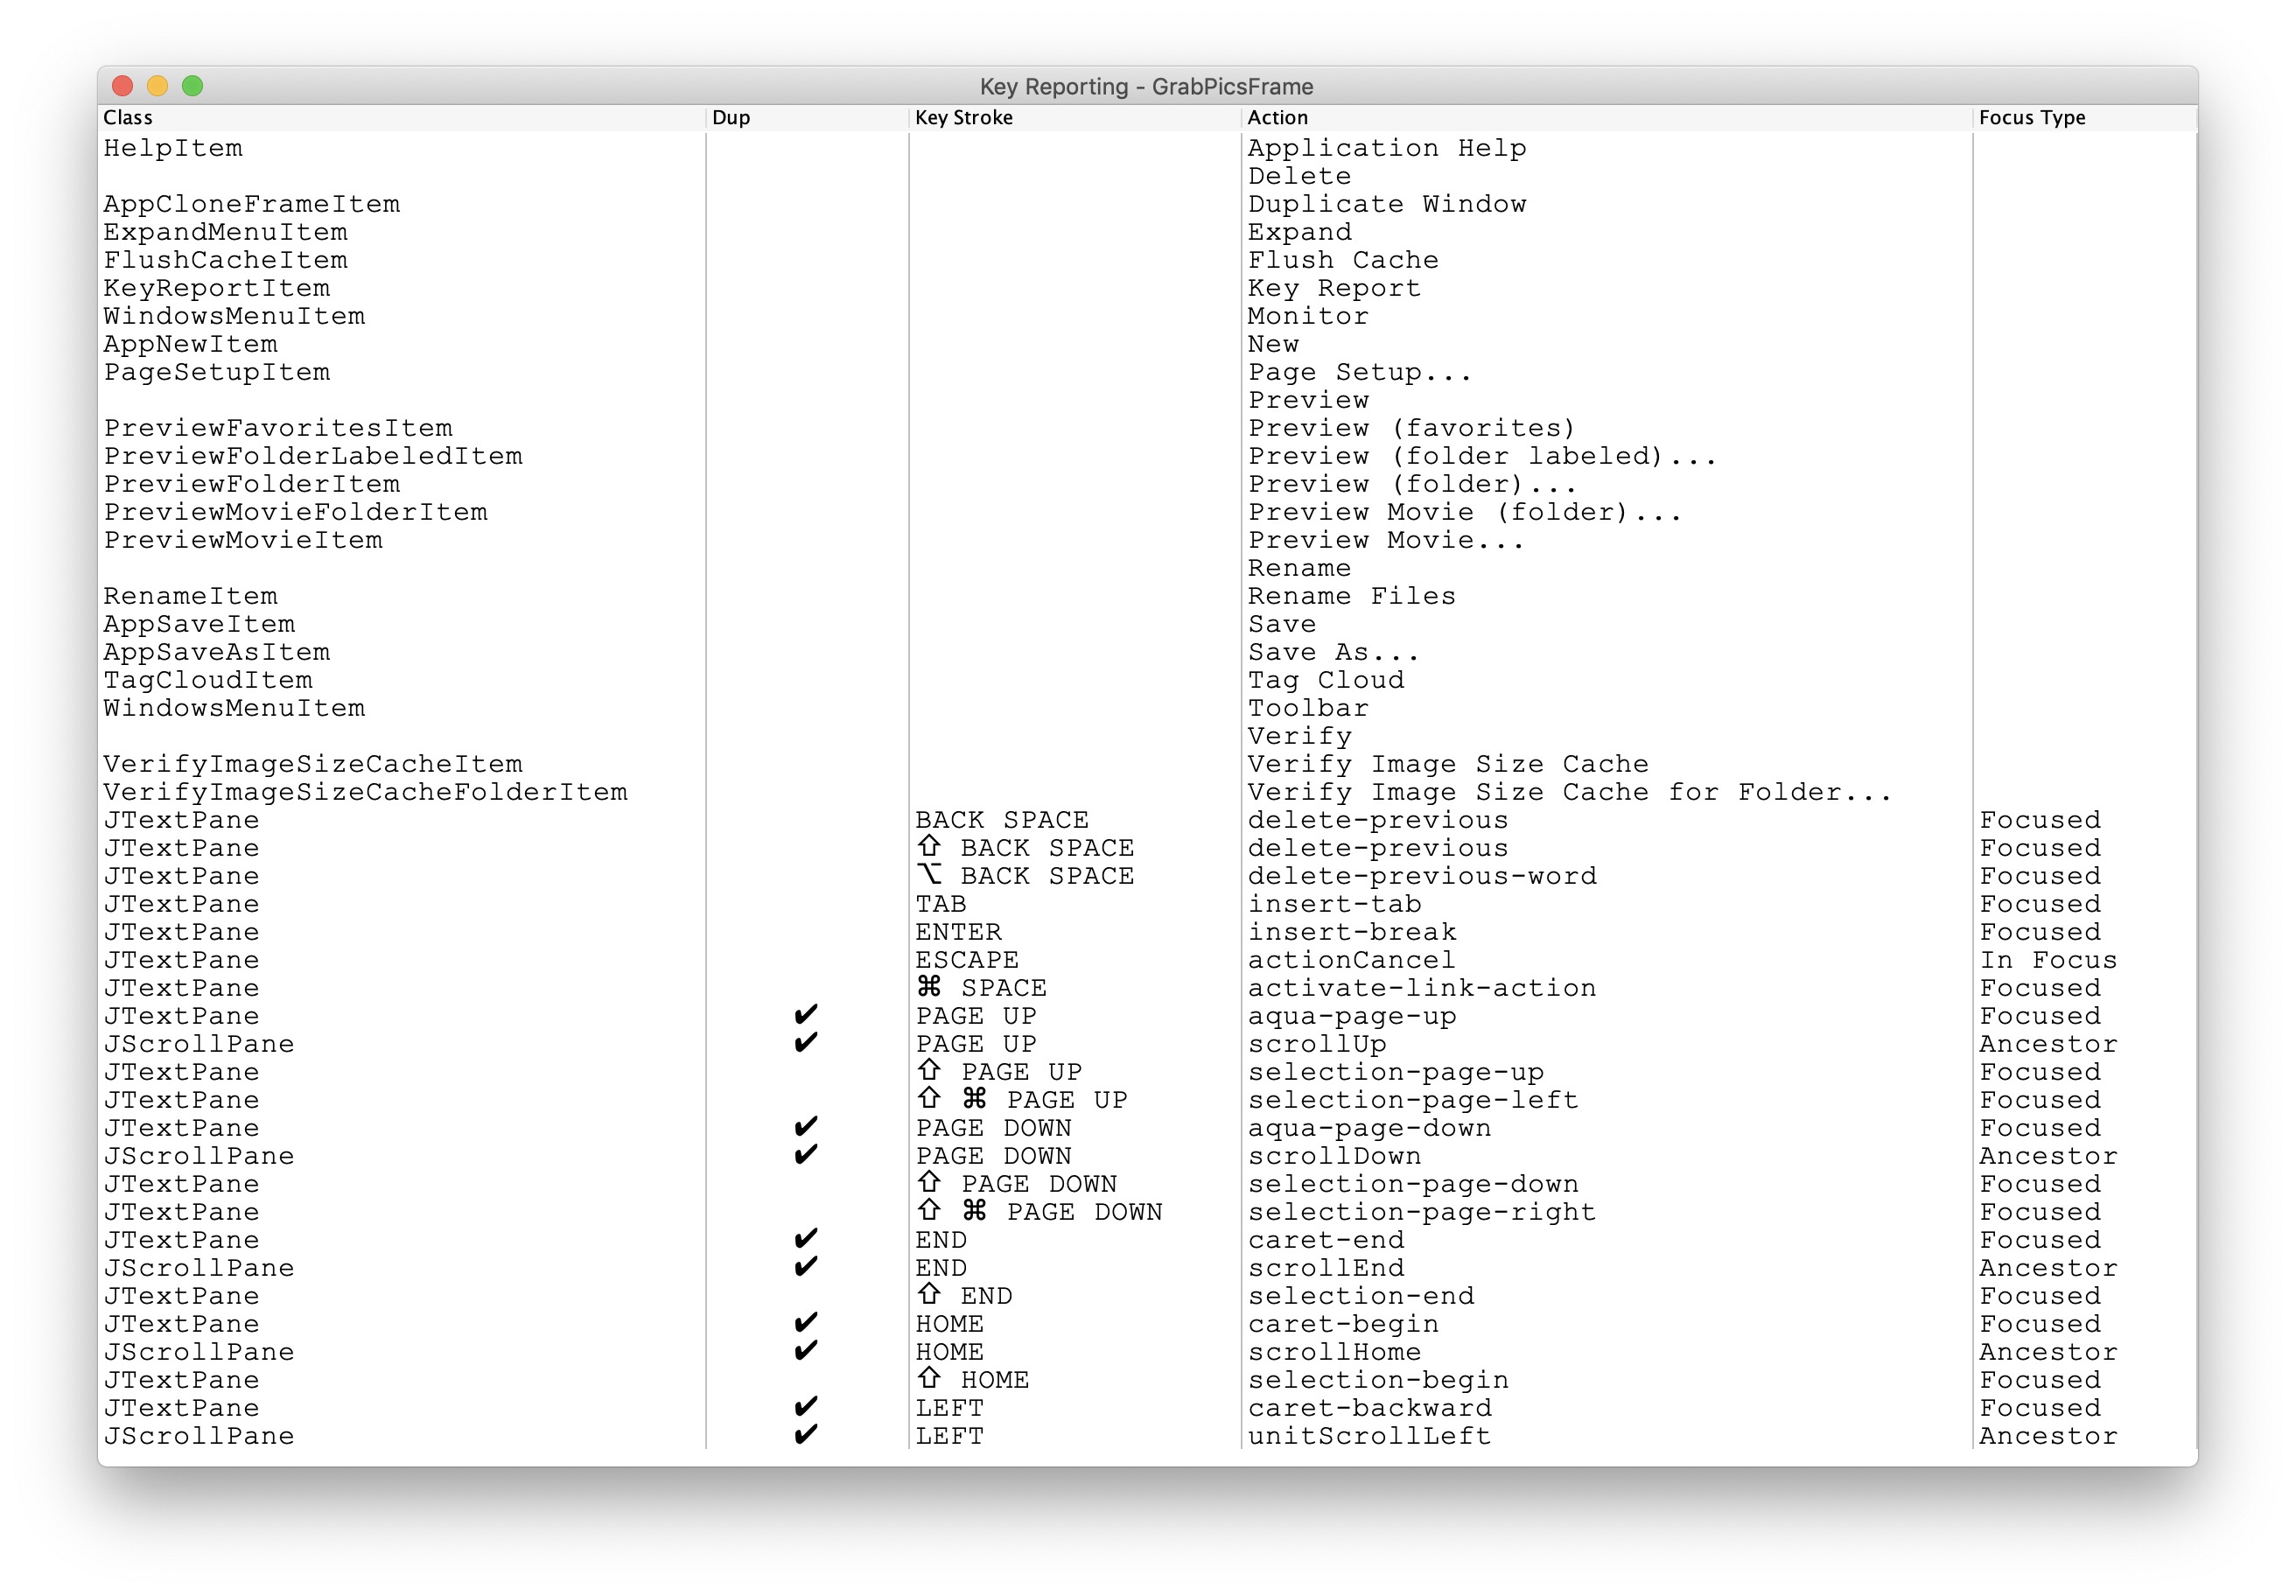 Key Reporting - GrabPicsFrame
Class Dup Key Stroke Action Focus Type
HelpItem Application Help
Delete
AppCloneFrameItem Duplicate Window
ExpandMenuItem Expand
FlushCacheItem Flush Cache
KeyReportItem Key Report
WindowsMenuItem Monitor
AppNewItem New
PageSetupItem Page Setup...
Preview
PreviewFavoritesItem Preview (favorites)
PreviewFolderLabeledItem Preview (folder labeled)...
PreviewFolderItem Preview (folder)...
PreviewMovieFolderItem Preview Movie (folder)...
PreviewMovieItem Preview Movie...
Rename
RenameItem Rename Files
AppSaveItem Save
AppSaveAsItem Save As...
TagCloudItem Tag Cloud
WindowsMenuItem Toolbar
Verify
VerifyImageSizeCacheItem Verify Image Size Cache
VerifyImageSizeCacheFolderItem Verify Image Size Cache for Folder...
JTextPane BACK SPACE delete-previous Focused
JTextPane ⇧ BACK SPACE delete-previous Focused
JTextPane ⌥ BACK SPACE delete-previous-word Focused
JTextPane TAB insert-tab Focused
JTextPane ENTER insert-break Focused
JTextPane ESCAPE actionCancel In Focus
JTextPane ⌘ SPACE activate-link-action Focused
JTextPane ✔ PAGE UP aqua-page-up Focused
JScrollPane ✔ PAGE UP scrollUp Ancestor
JTextPane ⇧ PAGE UP selection-page-up Focused
JTextPane ⇧ ⌘ PAGE UP selection-page-left Focused
JTextPane ✔ PAGE DOWN aqua-page-down Focused
JScrollPane ✔ PAGE DOWN scrollDown Ancestor
JTextPane ⇧ PAGE DOWN selection-page-down Focused
JTextPane ⇧ ⌘ PAGE DOWN selection-page-right Focused
JTextPane ✔ END caret-end Focused
JScrollPane ✔ END scrollEnd Ancestor
JTextPane ⇧ END selection-end Focused
JTextPane ✔ HOME caret-begin Focused
JScrollPane ✔ HOME scrollHome Ancestor
JTextPane ⇧ HOME selection-begin Focused
JTextPane ✔ LEFT caret-backward Focused
JScrollPane ✔ LEFT unitScrollLeft Ancestor